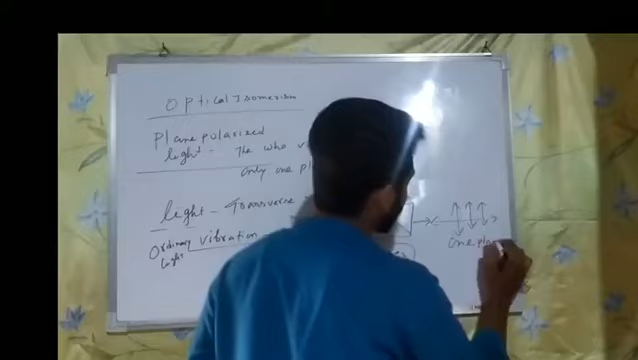 Optical Isomerism
Plane polarized
light - The who
only one pl
light - Transverse
Ordinary vibration
light
one pla